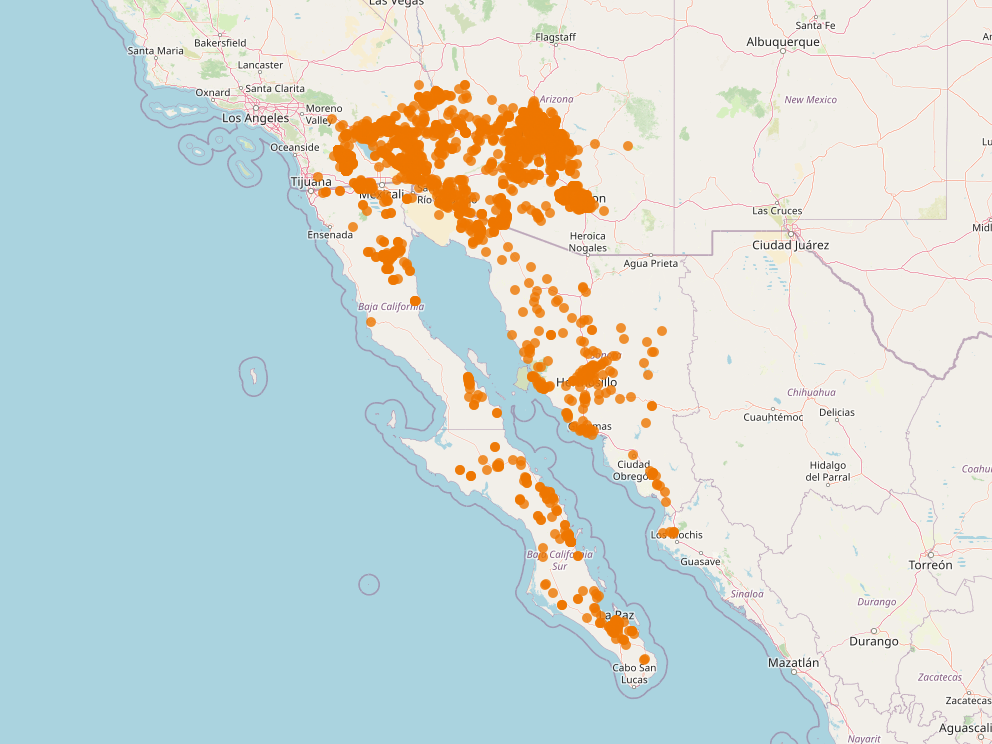 Las Vegas
Santa Fe
Bakersfield
Flagstaff
Albuquerque
Santa Maria
Lancaster
Santa Clarita
Oxnard
Arizona
New Mexico
Moreno
Valley
Los Angeles
Oceanside
Tijuana
Mexicali
Río
Las Cruces
Ensenada
Heroica
Nogales
Ciudad Juárez
Agua Prieta
Baja California
Chihuahua
Cuauhtémoc
Delicias
Ciudad
Obregón
Hidalgo
del Parral
Los Mochis
Guasave
Baja California
Sur
Torreón
Sinaloa
Durango
La Paz
Durango
Mazatlán
Cabo San
Lucas
Zacatecas
Zacatecas
Nayarit